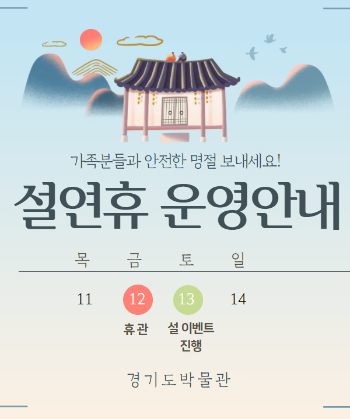 가족분들과 안전한 명절 보내세요!
설연휴 운영안내
목 금 토 일
11 12 13 14
휴관 설 이벤트
진행
경기도박물관